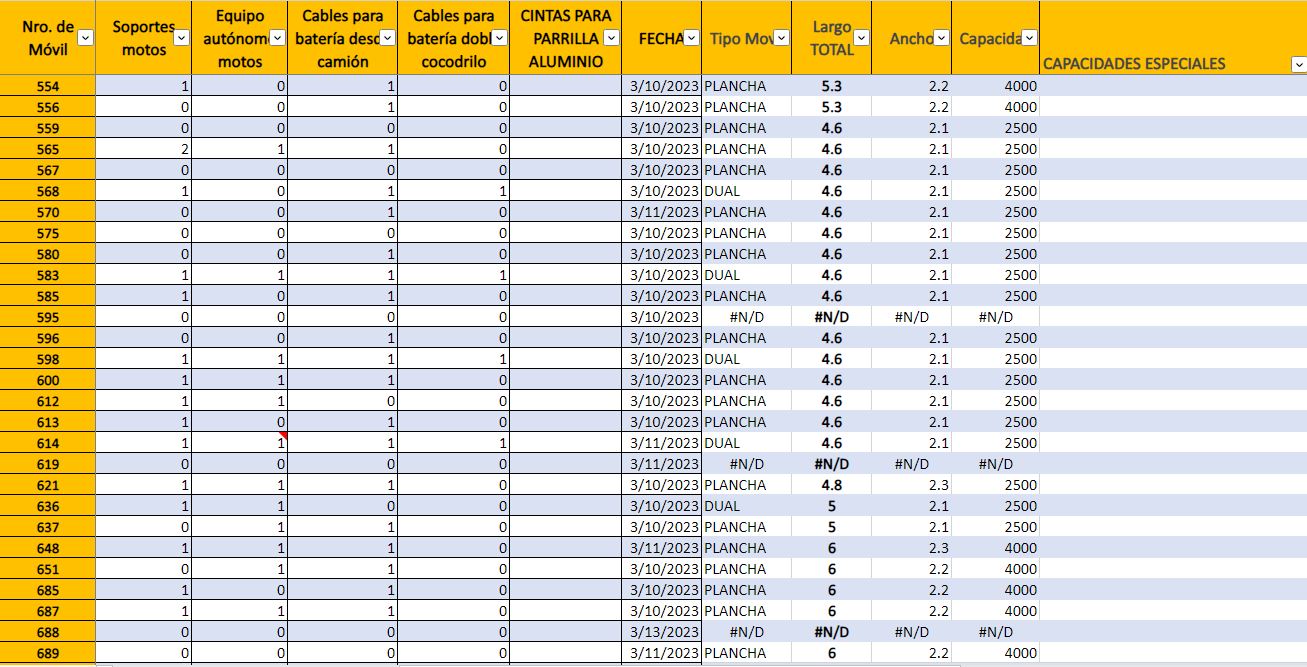 Nro. de Móvil Soportes motos Equipo autónom motos Cables para batería desc camión Cables para batería dobl cocodrilo CINTAS PARA PARRILLA ALUMINIO FECHA Tipo Mov Largo TOTAL Ancho Capacida CAPACIDADES ESPECIALES
554 1 0 1 0 3/10/2023 PLANCHA 5.3 2.2 4000
556 0 0 1 0 3/10/2023 PLANCHA 5.3 2.2 4000
559 0 0 0 0 3/10/2023 PLANCHA 4.6 2.1 2500
565 2 1 1 0 3/10/2023 PLANCHA 4.6 2.1 2500
567 0 0 0 0 3/10/2023 PLANCHA 4.6 2.1 2500
568 1 0 1 1 3/10/2023 DUAL 4.6 2.1 2500
570 0 0 1 0 3/11/2023 PLANCHA 4.6 2.1 2500
575 0 0 0 0 3/10/2023 PLANCHA 4.6 2.1 2500
580 0 0 1 0 3/10/2023 PLANCHA 4.6 2.1 2500
583 1 1 1 1 3/10/2023 DUAL 4.6 2.1 2500
585 1 0 1 0 3/10/2023 PLANCHA 4.6 2.1 2500
595 0 0 0 0 3/10/2023 #N/D #N/D #N/D #N/D
596 0 0 1 0 3/10/2023 PLANCHA 4.6 2.1 2500
598 1 1 1 1 3/10/2023 DUAL 4.6 2.1 2500
600 1 1 1 0 3/10/2023 PLANCHA 4.6 2.1 2500
612 1 1 0 0 3/10/2023 PLANCHA 4.6 2.1 2500
613 1 0 1 0 3/10/2023 PLANCHA 4.6 2.1 2500
614 1 1 1 1 3/11/2023 DUAL 4.6 2.1 2500
619 0 0 0 0 3/11/2023 #N/D #N/D #N/D #N/D
621 1 1 1 0 3/10/2023 PLANCHA 4.8 2.3 2500
636 1 1 0 0 3/10/2023 DUAL 5 2.1 2500
637 0 1 1 0 3/10/2023 PLANCHA 5 2.1 2500
648 1 1 1 0 3/11/2023 PLANCHA 6 2.3 4000
651 0 1 1 0 3/10/2023 PLANCHA 6 2.2 4000
685 1 0 1 0 3/10/2023 PLANCHA 6 2.2 4000
687 1 1 1 0 3/10/2023 PLANCHA 6 2.2 4000
688 0 0 0 0 3/13/2023 #N/D #N/D #N/D #N/D
689 0 0 0 0 3/11/2023 PLANCHA 6 2.2 4000